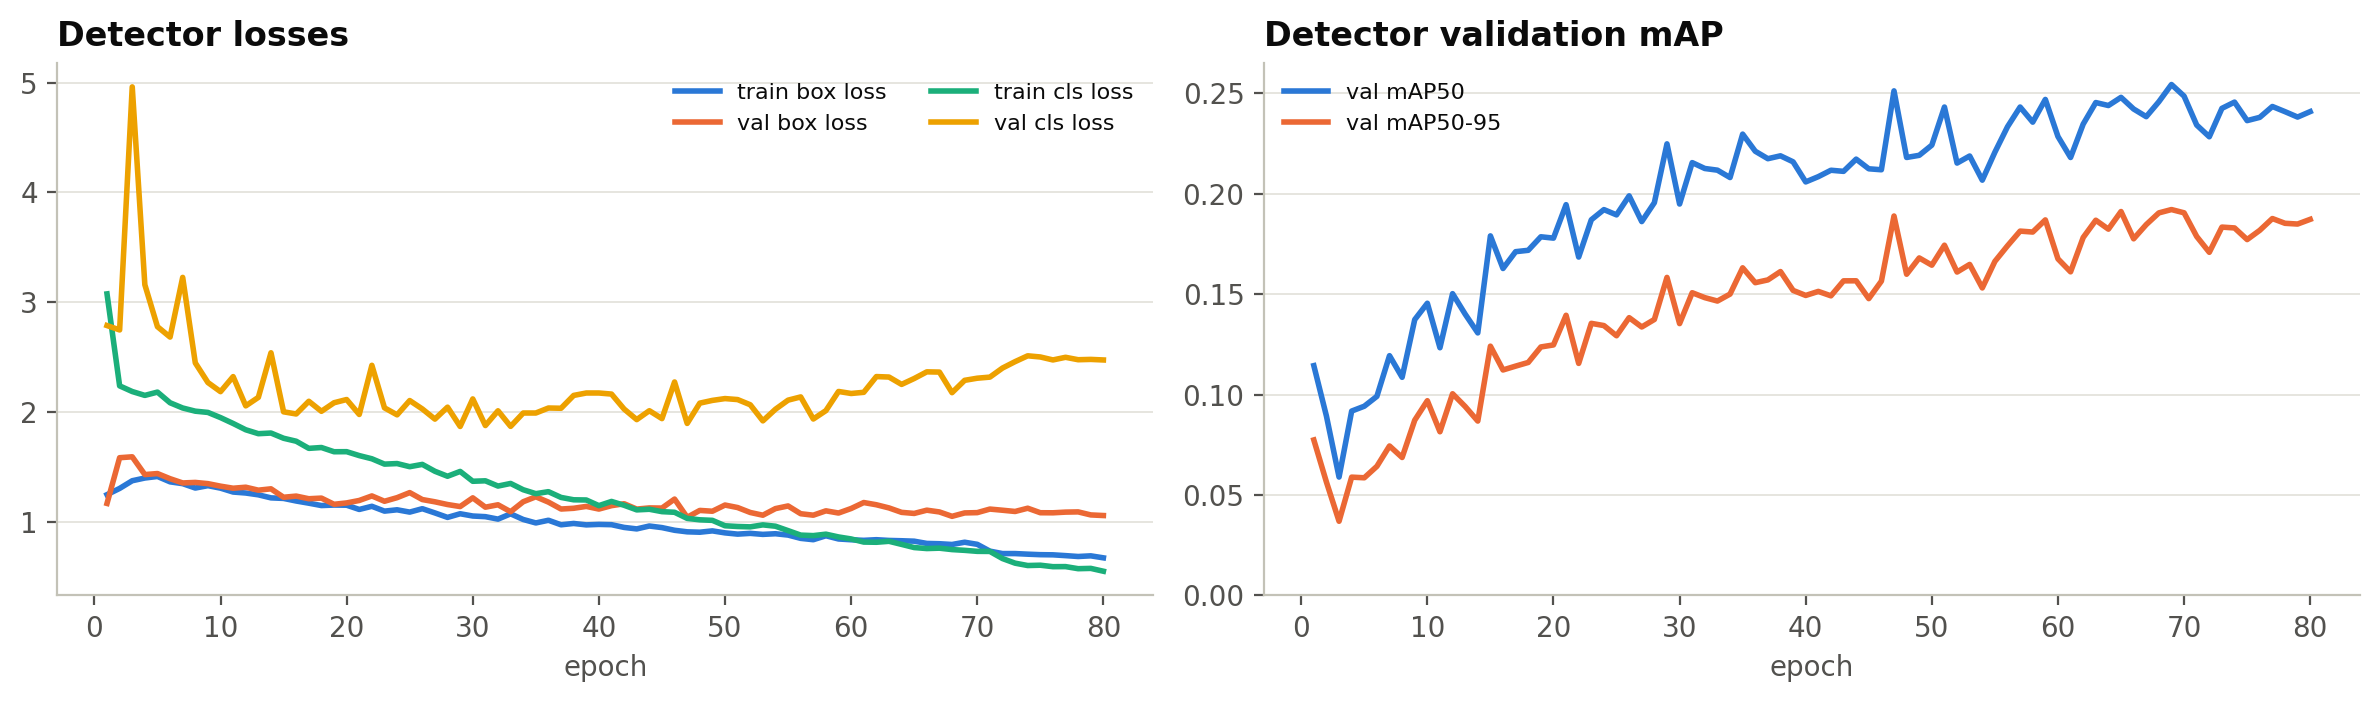 Detector losses
5
4
3
2
1
train box loss
val box loss
train cls loss
val cls loss
0 10 20 30 40 50 60 70 80
epoch
Detector validation mAP
0.25
0.20
0.15
0.10
0.05
0.00
val mAP50
val mAP50-95
0 10 20 30 40 50 60 70 80
epoch